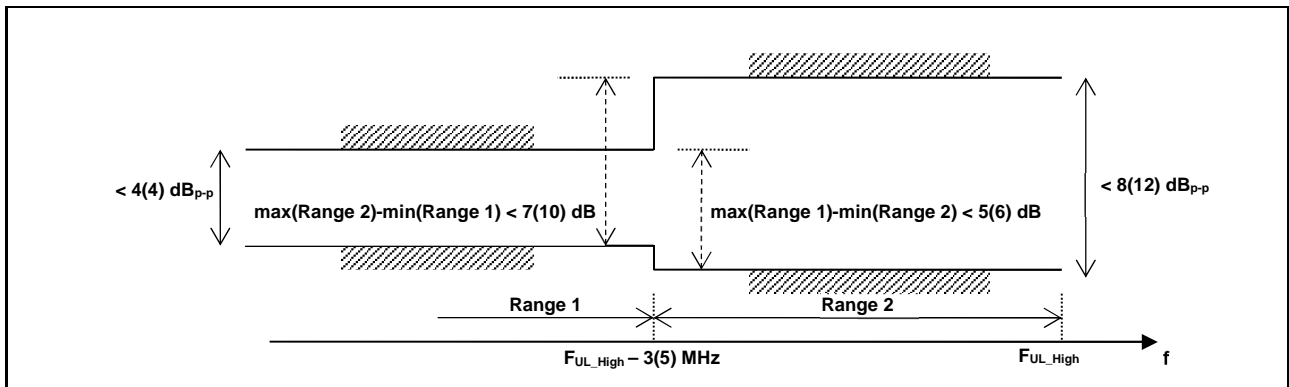 < 4(4) dBp-p
max(Range 2)-min(Range 1) < 7(10) dB
max(Range 1)-min(Range 2) < 5(6) dB
< 8(12) dBp-p
Range 1
Range 2
FUL_High – 3(5) MHz
FUL_High
f